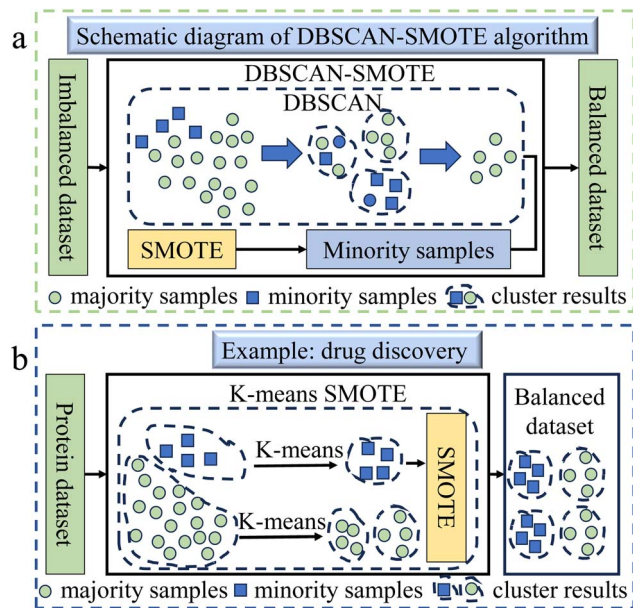 a
Schematic diagram of DBSCAN-SMOTE algorithm
Imbalanced dataset
DBSCAN-SMOTE
DBSCAN
SMOTE
Minority samples
Balanced dataset
majority samples minority samples cluster results
b
Example: drug discovery
Protein dataset
K-means SMOTE
K-means
K-means
SMOTE
Balanced
dataset
majority samples minority samples cluster results